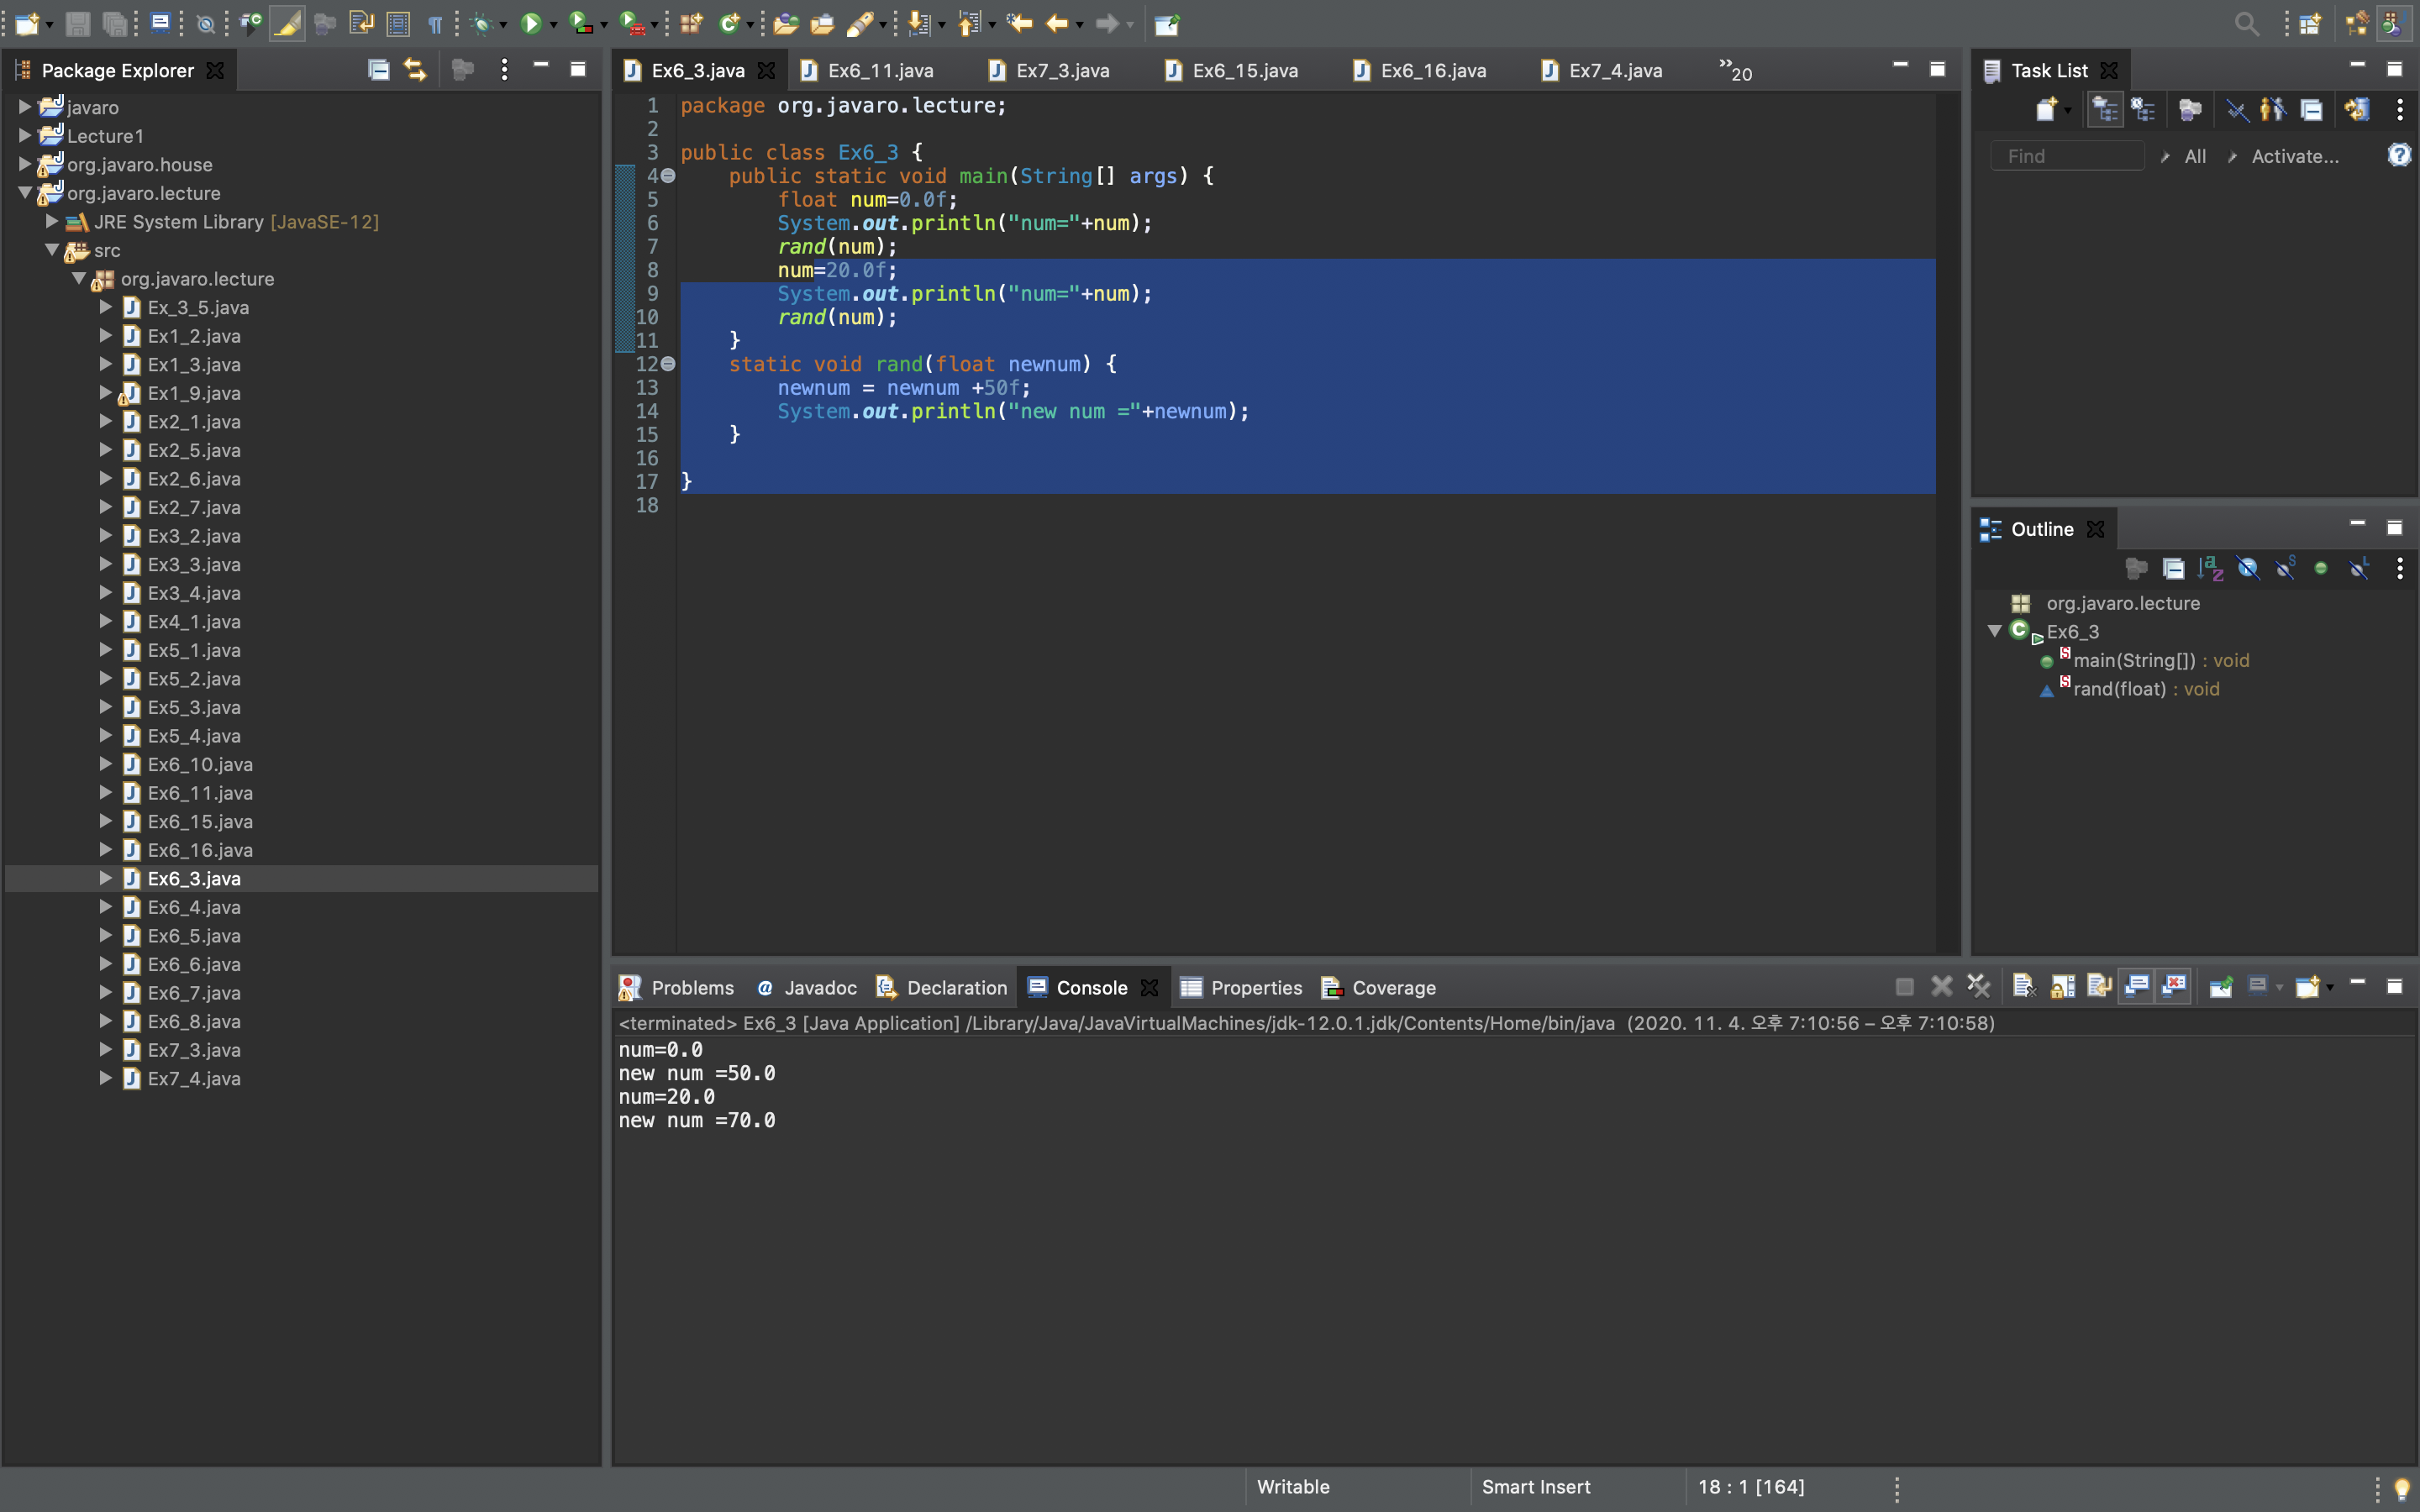 Package Explorer
javaro
Lecture1
org.javaro.house
org.javaro.lecture
JRE System Library [JavaSE-12]
src
org.javaro.lecture
Ex_3_5.java
Ex1_2.java
Ex1_3.java
Ex1_9.java
Ex2_1.java
Ex2_5.java
Ex2_6.java
Ex2_7.java
Ex3_2.java
Ex3_3.java
Ex3_4.java
Ex4_1.java
Ex5_1.java
Ex5_2.java
Ex5_3.java
Ex5_4.java
Ex6_10.java
Ex6_11.java
Ex6_15.java
Ex6_16.java
Ex6_3.java
Ex6_4.java
Ex6_5.java
Ex6_6.java
Ex6_7.java
Ex6_8.java
Ex7_3.java
Ex7_4.java
Ex6_3.java Ex6_11.java Ex7_3.java Ex6_15.java Ex6_16.java Ex7_4.java »20
1 package org.javaro.lecture;
2
3 public class Ex6_3 {
4     public static void main(String[] args) {
5         float num=0.0f;
6         System.out.println("num="+num);
7         rand(num);
8         num=20.0f;
9         System.out.println("num="+num);
10         rand(num);
11     }
12     static void rand(float newnum) {
13         newnum = newnum +50f;
14         System.out.println("new num ="+newnum);
15     }
16
17 }
18
Task List
Find All Activate...
Outline
org.javaro.lecture
Ex6_3
main(String[]) : void
rand(float) : void
Problems Javadoc Declaration Console Properties Coverage
<terminated> Ex6_3 [Java Application] /Library/Java/JavaVirtualMachines/jdk-12.0.1.jdk/Contents/Home/bin/java (2020. 11. 4. 오후 7:10:56 – 오후 7:10:58)
num=0.0
new num =50.0
num=20.0
new num =70.0
Writable Smart Insert 18 : 1 [164]